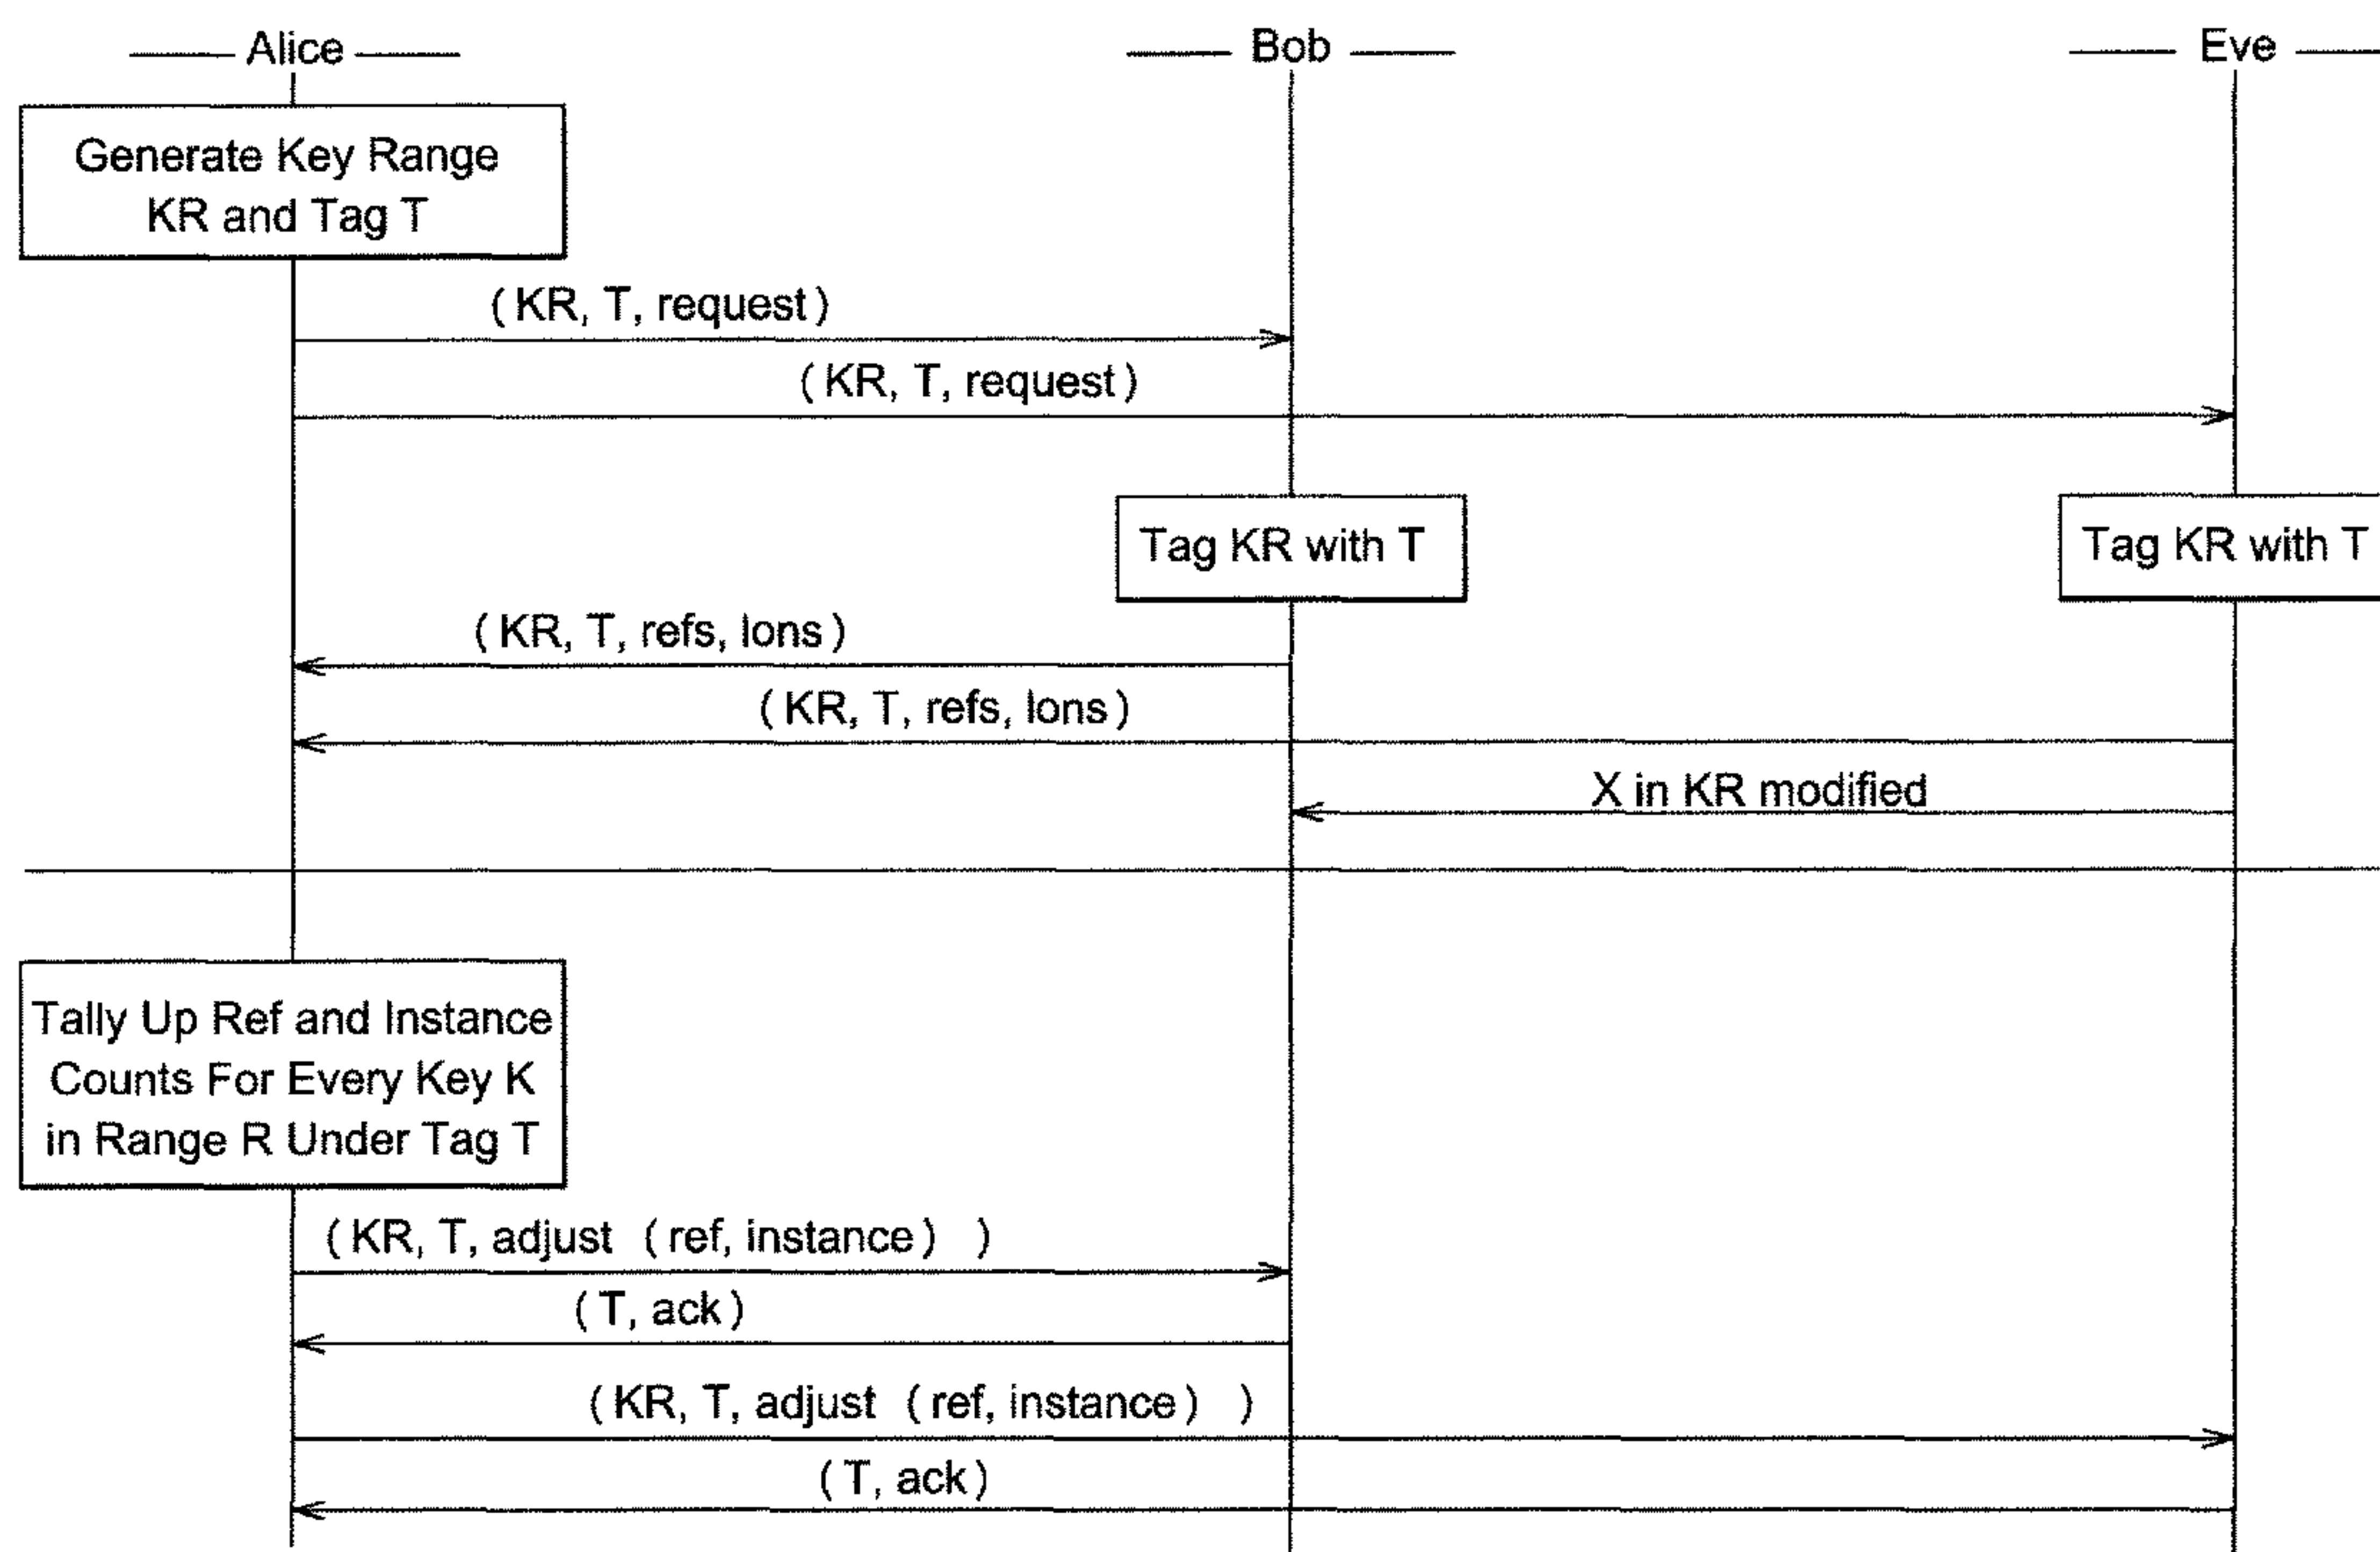 Alice Bob Eve
Generate Key Range
KR and Tag T
(KR, T, request)
(KR, T, request)
Tag KR with T Tag KR with T
(KR, T, refs, Ions)
(KR, T, refs, Ions)
X in KR modified
Tally Up Ref and Instance
Counts For Every Key K
in Range R Under Tag T
(KR, T, adjust (ref, instance) )
(T, ack)
(KR, T, adjust (ref, instance) )
(T, ack)